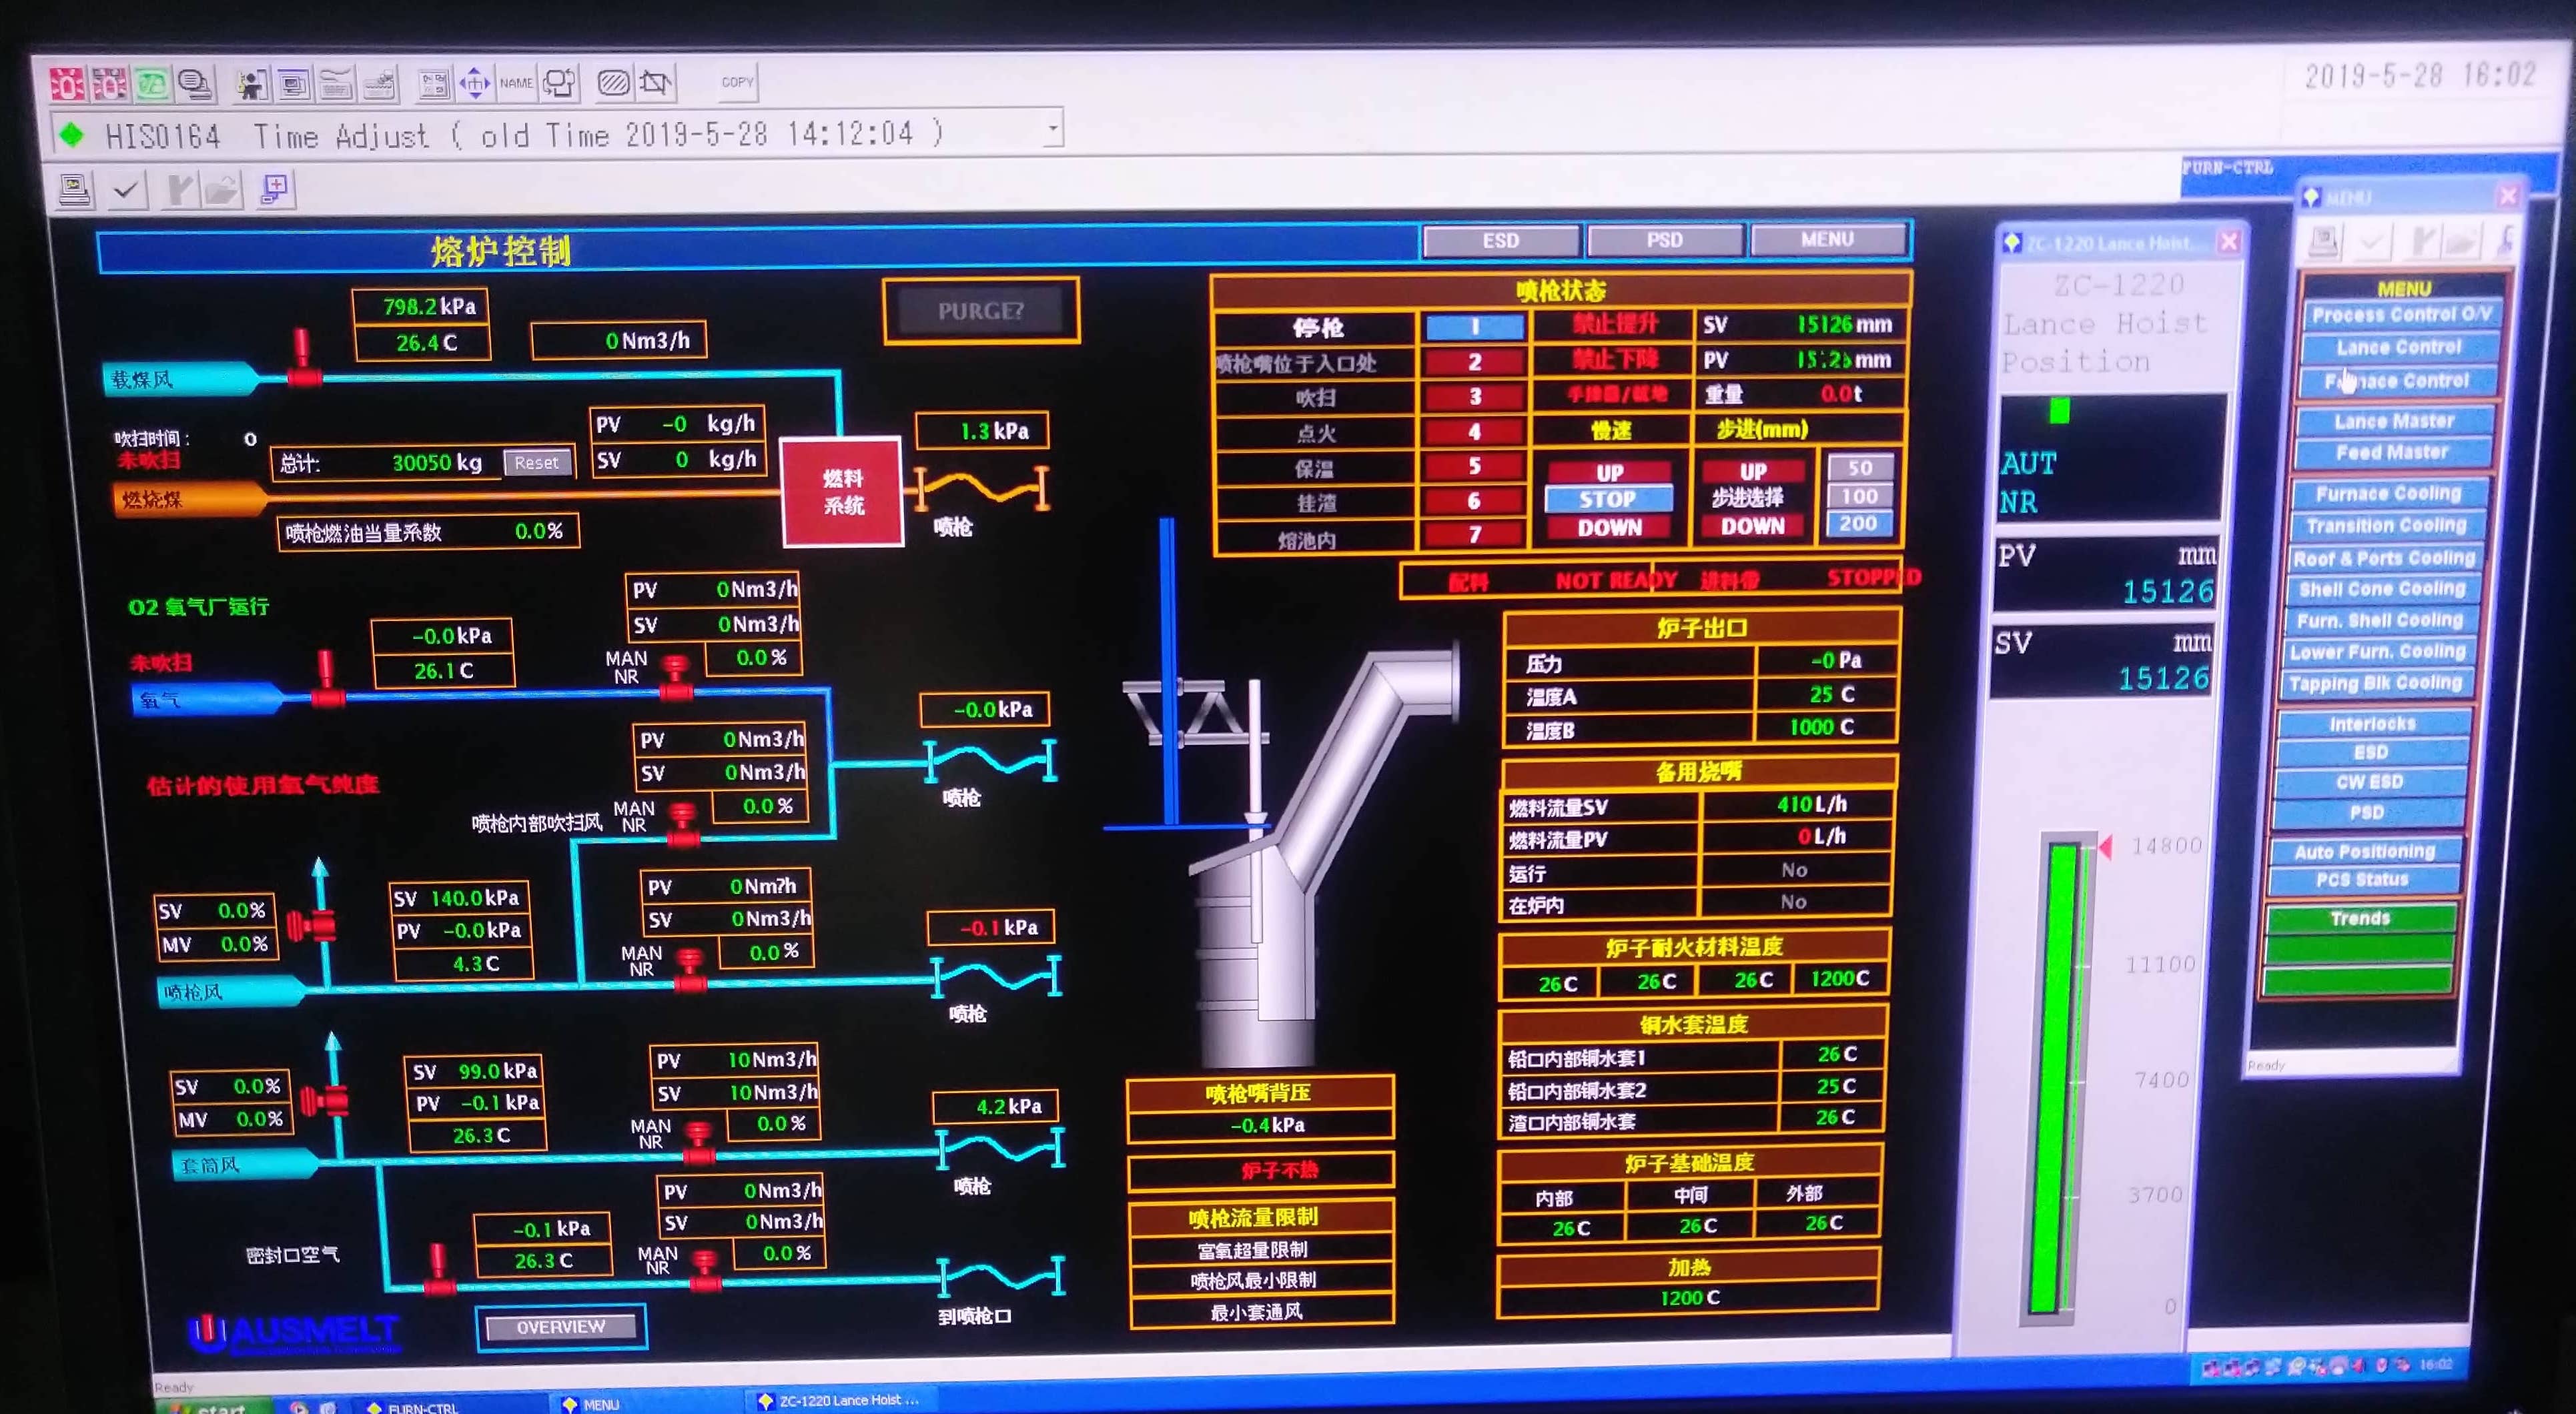 2019-5-28 16:02
NAME
COPY
HIS0164 Time Adjust ( old Time 2019-5-28 14:12:04 )
FURN-CTRL
熔炉控制
ESD
PSD
MENU
798.2 kPa
26.4 C
0 Nm3/h
PURGE?
载煤风
吹扫时间: 0
未吹扫
总计: 30050 kg Reset
PV -0 kg/h
SV 0 kg/h
燃烧煤
燃料
系统
1.3 kPa
喷枪
喷枪燃油当量系数 0.0%
O2 氧气厂运行
未吹扫
氧气
-0.0 kPa
26.1 C
PV 0 Nm3/h
SV 0 Nm3/h
MAN
NR
0.0 %
-0.0 kPa
喷枪
估计的使用氧气纯度
PV 0 Nm3/h
SV 0 Nm3/h
喷枪内部吹扫风
MAN
NR
0.0 %
SV 0.0%
MV 0.0%
SV 140.0 kPa
PV -0.0 kPa
4.3 C
PV 0 Nm?h
SV 0 Nm3/h
MAN
NR
0.0 %
-0.1 kPa
喷枪风
喷枪
SV 0.0%
MV 0.0%
SV 99.0 kPa
PV -0.1 kPa
26.3 C
PV 10 Nm3/h
SV 10 Nm3/h
MAN
NR
0.0 %
4.2 kPa
套筒风
喷枪
密封口空气
-0.1 kPa
26.3 C
PV 0 Nm3/h
SV 0 Nm3/h
MAN
NR
0.0 %
到喷枪口
AUSMELT
OVERVIEW
喷枪状态
停枪 1 禁止提升 SV 15126 mm
喷枪嘴位于入口处 2 禁止下降 PV mm
吹扫 3 重量 0.0 t
点火 4 慢速 步进(mm)
保温 5 UP UP 50
挂渣 6 STOP 步进选择 100
熔池内 7 DOWN DOWN 200
配料 NOT READY 进料带 STOPPED
炉子出口
压力 -0 Pa
温度A 25 C
温度B 1000 C
备用烧嘴
燃料流量SV 410 L/h
燃料流量PV 0 L/h
运行 No
在炉内 No
炉子耐火材料温度
26 C 26 C 26 C 1200 C
铜水套温度
铅口内部铜水套1 26 C
铅口内部铜水套2 25 C
渣口内部铜水套 26 C
炉子基础温度
内部 中间 外部
26 C 26 C 26 C
加热
1200 C
喷枪嘴背压
-0.4 kPa
炉子不热
喷枪流量限制
富氧超量限制
喷枪风最小限制
最小套通风
ZC-1220 Lance Hoist...
ZC-1220
Lance Hoist
Position
AUT
NR
PV mm
15126
SV mm
15126
14800
11100
7400
3700
0
MENU
MENU
Process Control O/V
Lance Control
Furnace Control
Lance Master
Feed Master
Furnace Cooling
Transition Cooling
Roof & Ports Cooling
Shell Cone Cooling
Furn. Shell Cooling
Lower Furn. Cooling
Tapping Blk Cooling
Interlocks
ESD
CW ESD
PSD
Auto Positioning
PCS Status
Trends
Ready
Ready
start
FURN-CTRL
MENU
ZC-1220 Lance Hoist ...
16:02